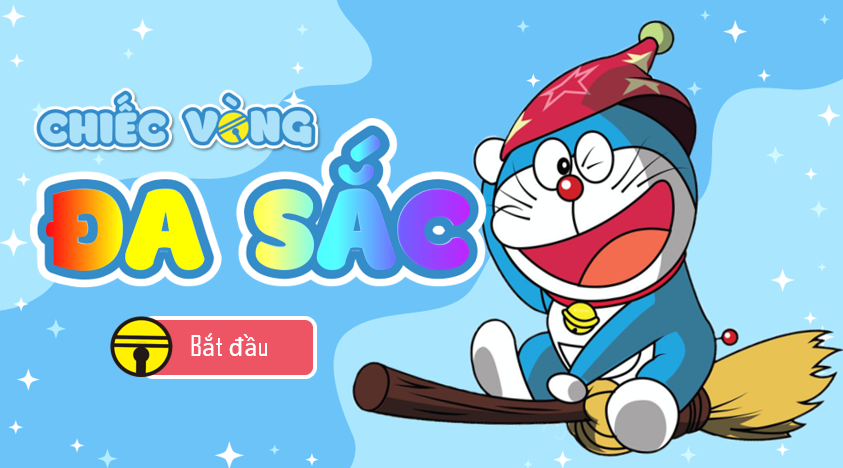 CHIẾC VÒNG
ĐA SẮC
Bắt đầu